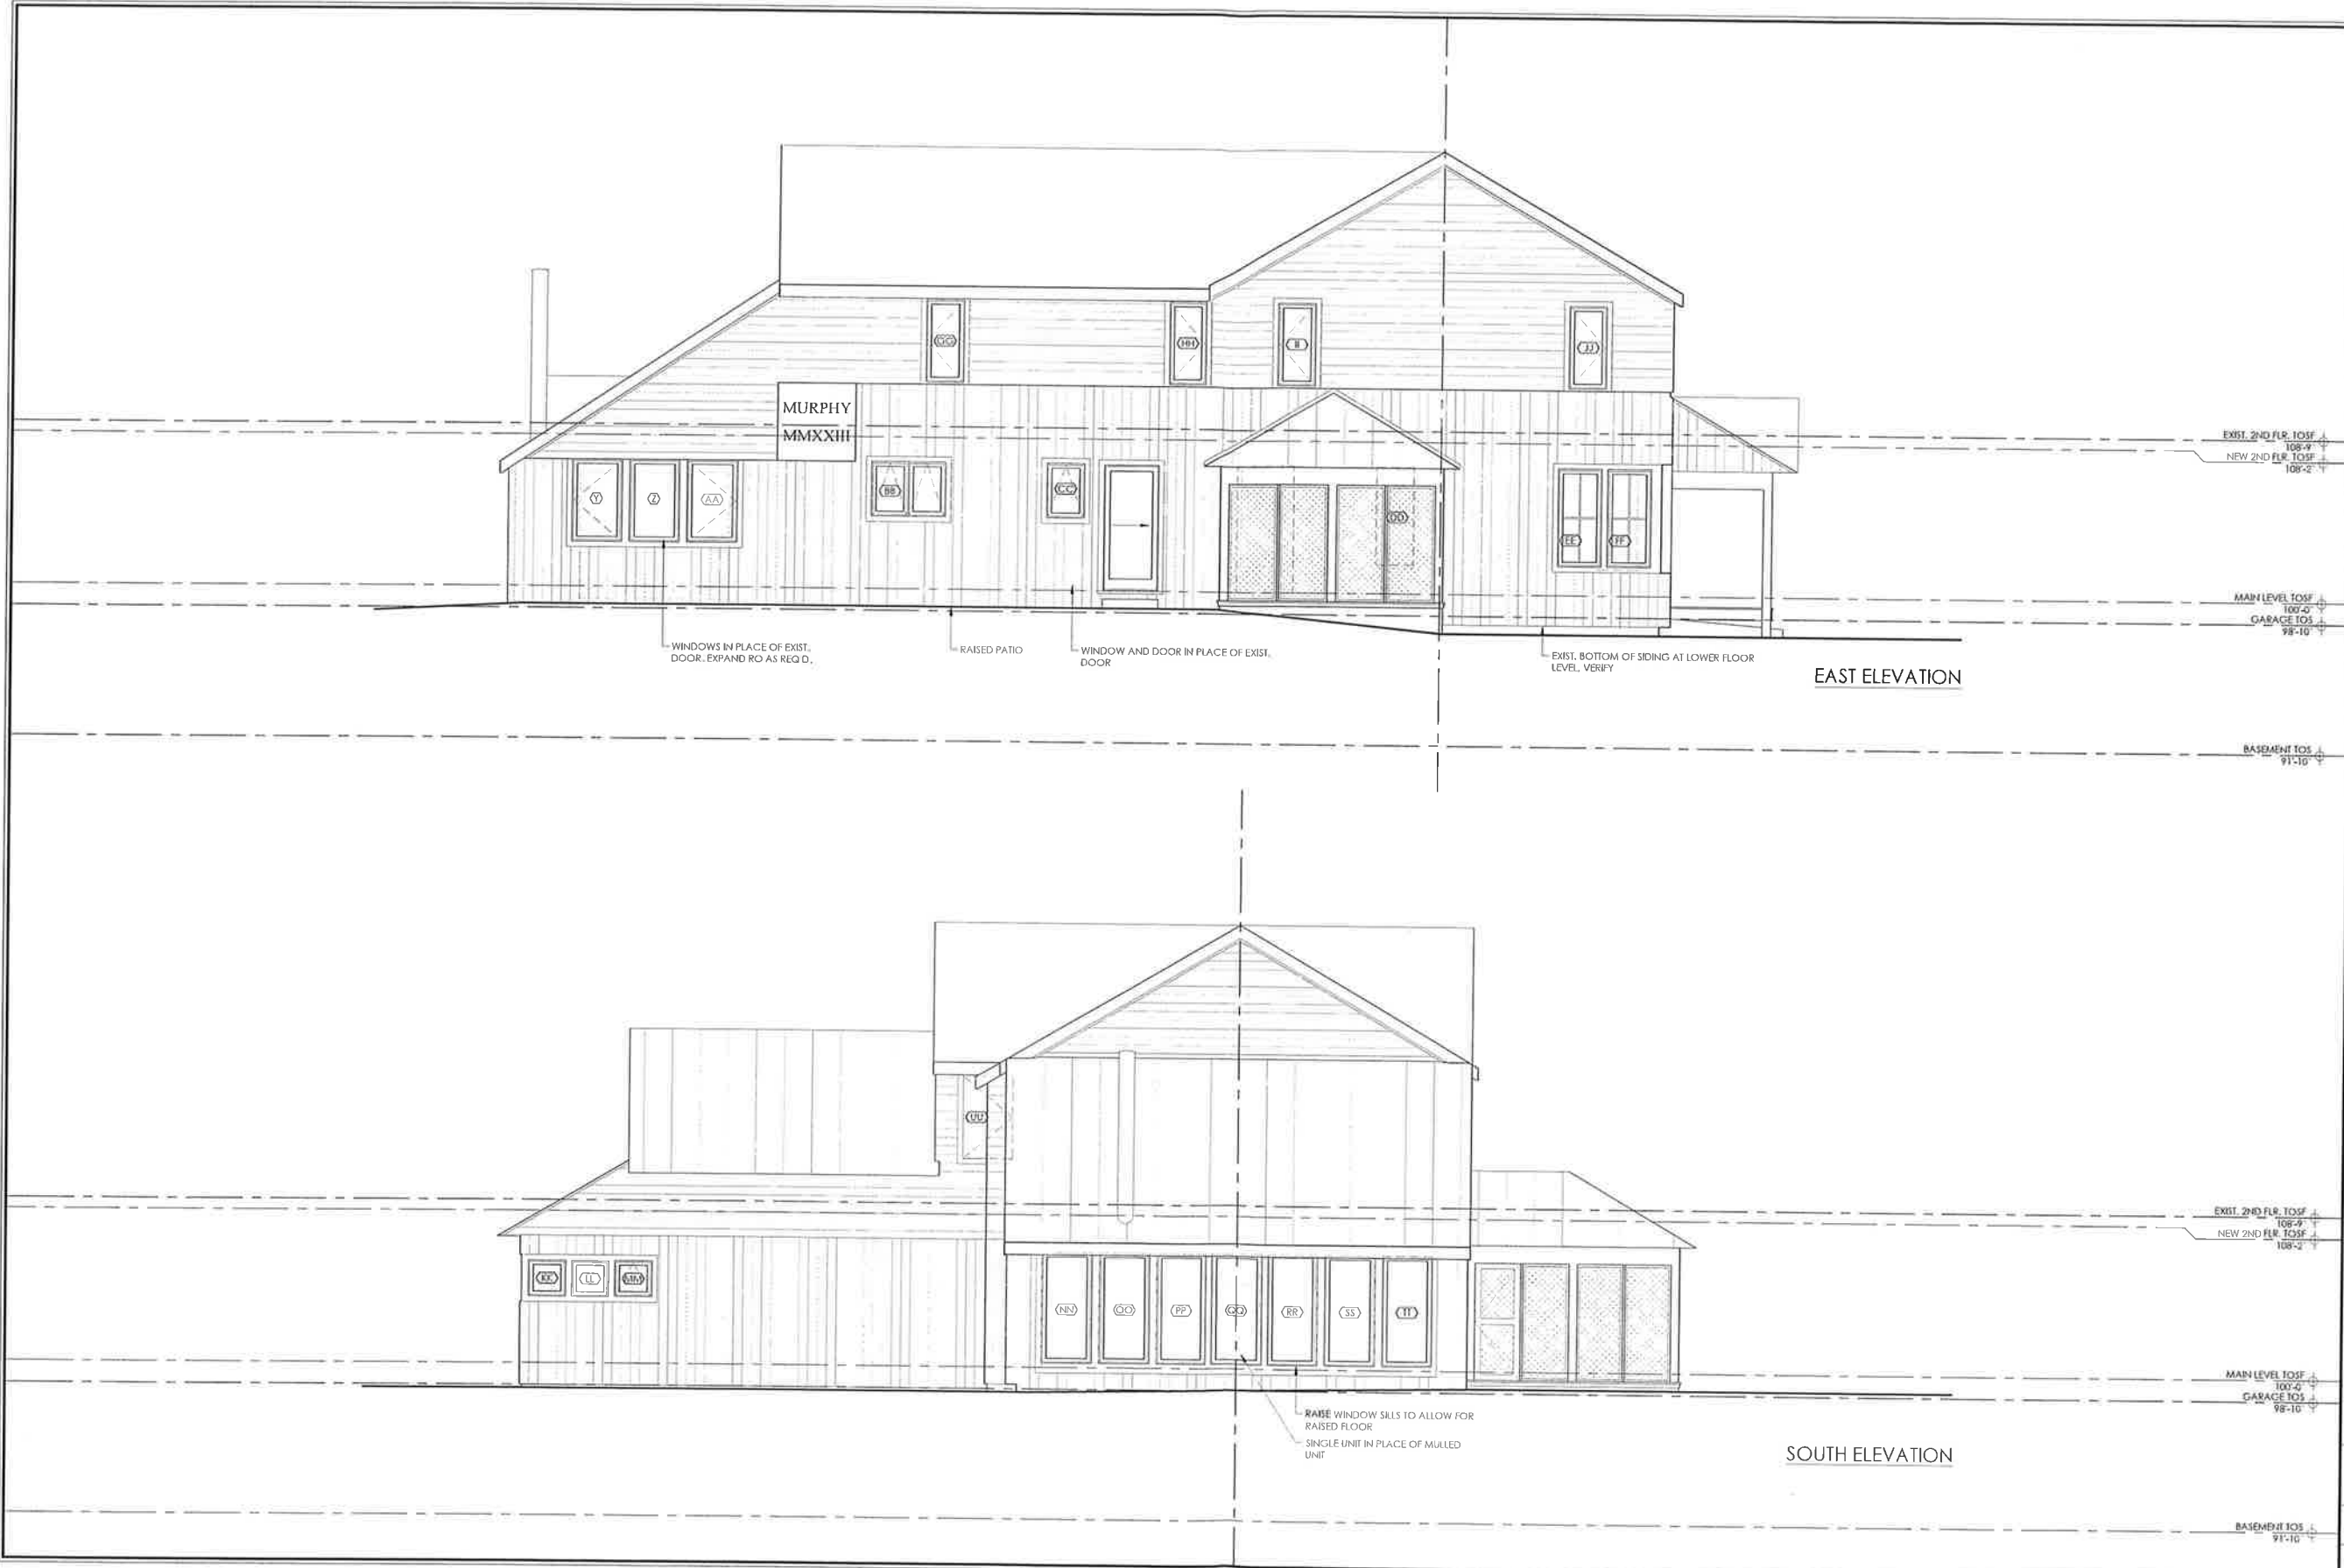 GG
HH
II
JJ
MURPHY
MMXXIII
EXIST. 2ND FLR. TOSF
108'-9"
NEW 2ND FLR. TOSF
108'-2"
Y
Z
AA
BB
CC
DD
EE
FF
MAIN LEVEL TOSF
100'-0"
GARAGE TOS
98'-10"
WINDOWS IN PLACE OF EXIST.
DOOR. EXPAND RO AS REQ'D.
RAISED PATIO
WINDOW AND DOOR IN PLACE OF EXIST.
DOOR
EXIST. BOTTOM OF SIDING AT LOWER FLOOR
LEVEL, VERIFY
EAST ELEVATION
BASEMENT TOS
91'-10"
UU
EXIST. 2ND FLR. TOSF
108'-9"
NEW 2ND FLR. TOSF
108'-2"
KK
LL
MM
NN
OO
PP
QQ
RR
SS
TT
MAIN LEVEL TOSF
100'-0"
GARAGE TOS
98'-10"
RAISE WINDOW SILLS TO ALLOW FOR
RAISED FLOOR
SINGLE UNIT IN PLACE OF MULLED
UNIT
SOUTH ELEVATION
BASEMENT TOS
91'-10"